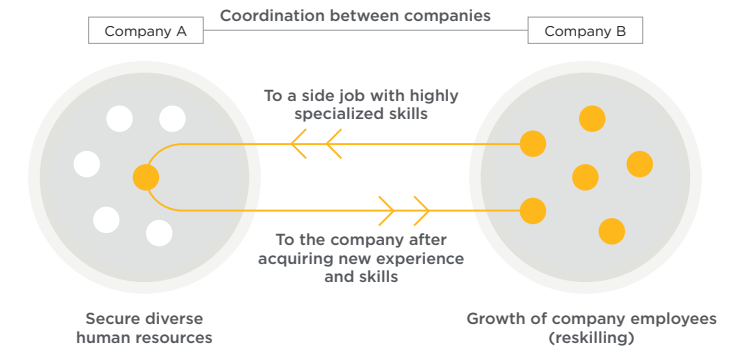 Coordination between companies
Company A
Company B
To a side job with highly
specialized skills
To the company after
acquiring new experience
and skills
Secure diverse
human resources
Growth of company employees
(reskilling)